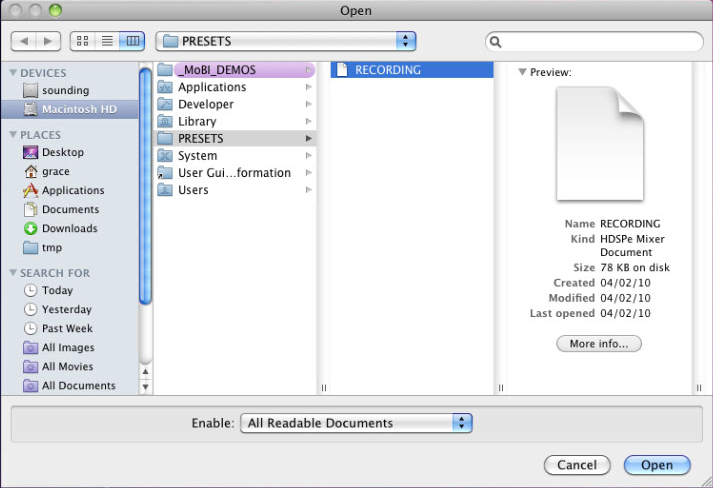 Open
PRESETS
DEVICES
sounding
Macintosh HD
PLACES
Desktop
grace
Applications
Documents
Downloads
tmp
SEARCH FOR
Today
Yesterday
Past Week
All Images
All Movies
All Documents
_MoBI_DEMOS
Applications
Developer
Library
PRESETS
System
User Gui...formation
Users
RECORDING
Preview:
Name RECORDING
Kind HDSPe Mixer
Document
Size 78 KB on disk
Created 04/02/10
Modified 04/02/10
Last opened 04/02/10
More info...
Enable: All Readable Documents
Cancel
Open